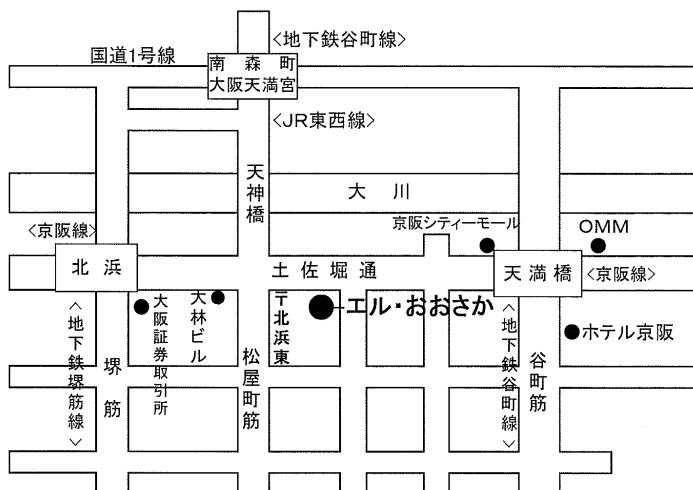 〈地下鉄谷町線〉
国道1号線
南森町
大阪天満宮
〈JR東西線〉
天神橋
大川
〈京阪線〉
京阪シティーモール
OMM
北浜
土佐堀通
天満橋
〈京阪線〉
〈地下鉄堺筋線〉
堺筋
大阪証券取引所
大林ビル
松屋町筋
〒北浜東
エル・おおさか
〈地下鉄谷町線〉
谷町筋
ホテル京阪